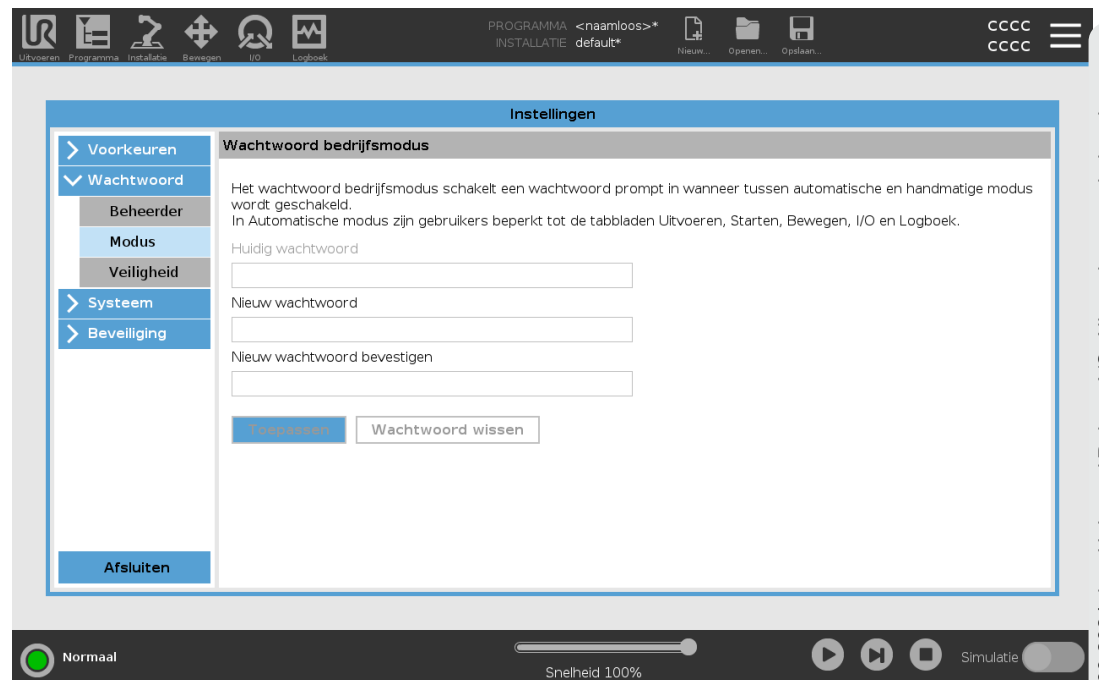 UR
PROGRAMMA <naamloos>*
INSTALLATIE default*
Uitvoeren Programma Installatie Bewegen I/O Logboek
Nieuw... Openen... Opslaan...
CCCC
CCCC
Instellingen
Voorkeuren
Wachtwoord
Beheerder
Modus
Veiligheid
Systeem
Beveiliging
Afsluiten
Wachtwoord bedrijfsmodus
Het wachtwoord bedrijfsmodus schakelt een wachtwoord prompt in wanneer tussen automatische en handmatige modus
wordt geschakeld.
In Automatische modus zijn gebruikers beperkt tot de tabbladen Uitvoeren, Starten, Bewegen, I/O en Logboek.
Huidig wachtwoord
Nieuw wachtwoord
Nieuw wachtwoord bevestigen
Toepassen Wachtwoord wissen
Normaal
Snelheid 100%
Simulatie